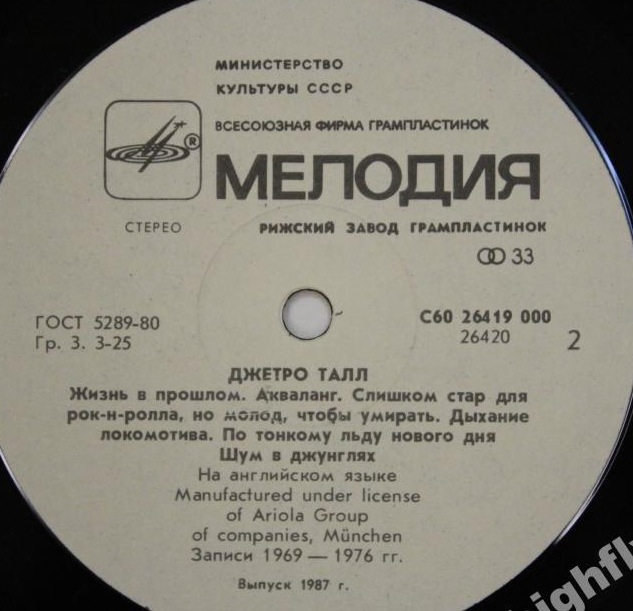 МИНИСТЕРСТВО
КУЛЬТУРЫ СССР
ВСЕСОЮЗНАЯ ФИРМА ГРАМПЛАСТИНОК
®
МЕЛОДИЯ
СТЕРЕО
РИЖСКИЙ ЗАВОД ГРАМПЛАСТИНОК
33
ГОСТ 5289-80
Гр. 3. 3-25
С60 26419 000
26420
2
ДЖЕТРО ТАЛЛ
Жизнь в прошлом. Акваланг. Слишком стар для
рок-н-ролла, но молод, чтобы умирать. Дыхание
локомотива. По тонкому льду нового дня
Шум в джунглях
На английском языке
Manufactured under license
of Ariola Group
of companies, München
Записи 1969 — 1976 гг.
Выпуск 1987 г.